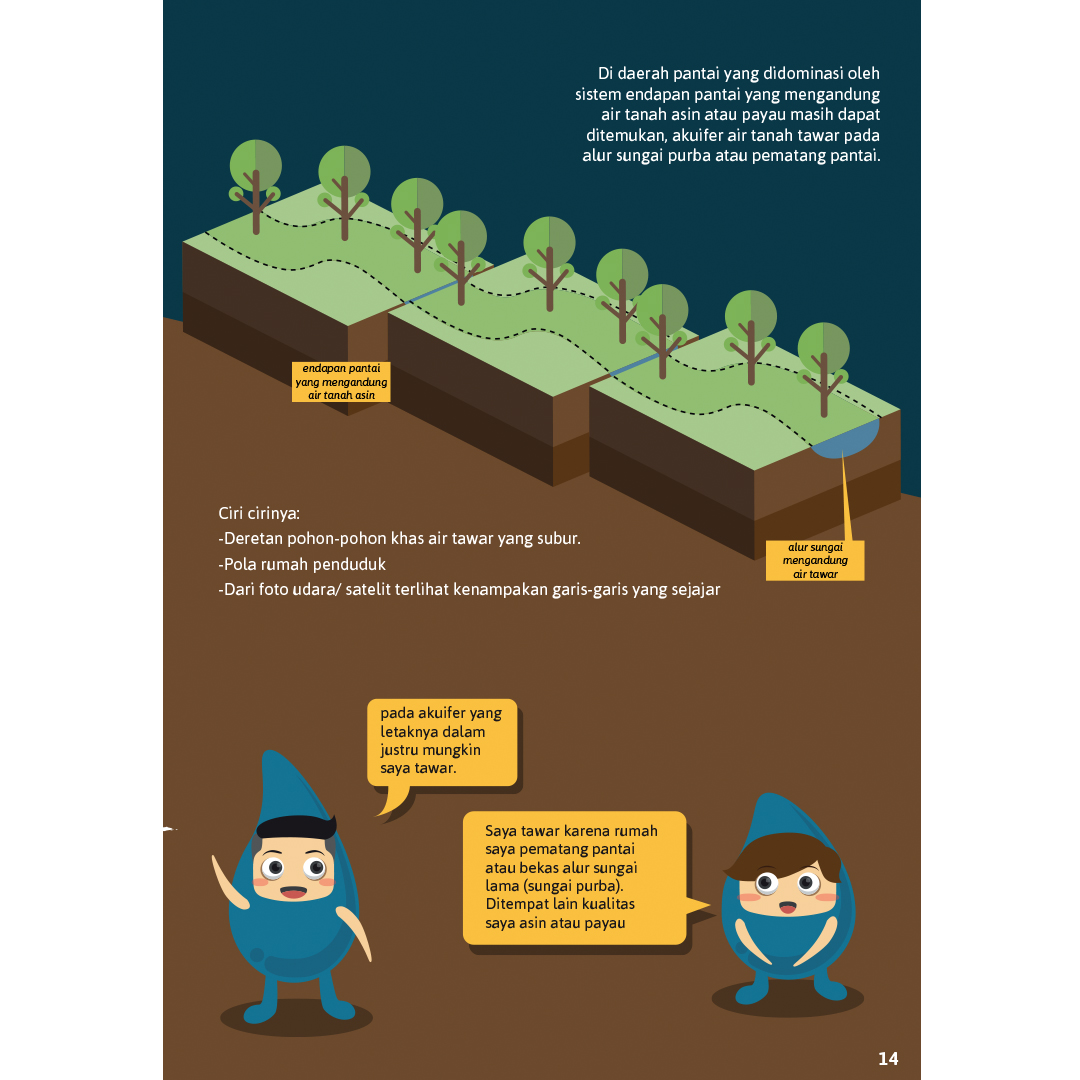 Di daerah pantai yang didominasi oleh
sistem endapan pantai yang mengandung
air tanah asin atau payau masih dapat
ditemukan, akuifer air tanah tawar pada
alur sungai purba atau pematang pantai.
endapan pantai
yang mengandung
air tanah asin
Ciri cirinya:
-Deretan pohon-pohon khas air tawar yang subur.
-Pola rumah penduduk
-Dari foto udara/ satelit terlihat kenampakan garis-garis yang sejajar
alur sungai
mengandung
air tawar
pada akuifer yang
letaknya dalam
justru mungkin
saya tawar.
Saya tawar karena rumah
saya pematang pantai
atau bekas alur sungai
lama (sungai purba).
Ditempat lain kualitas
saya asin atau payau
14